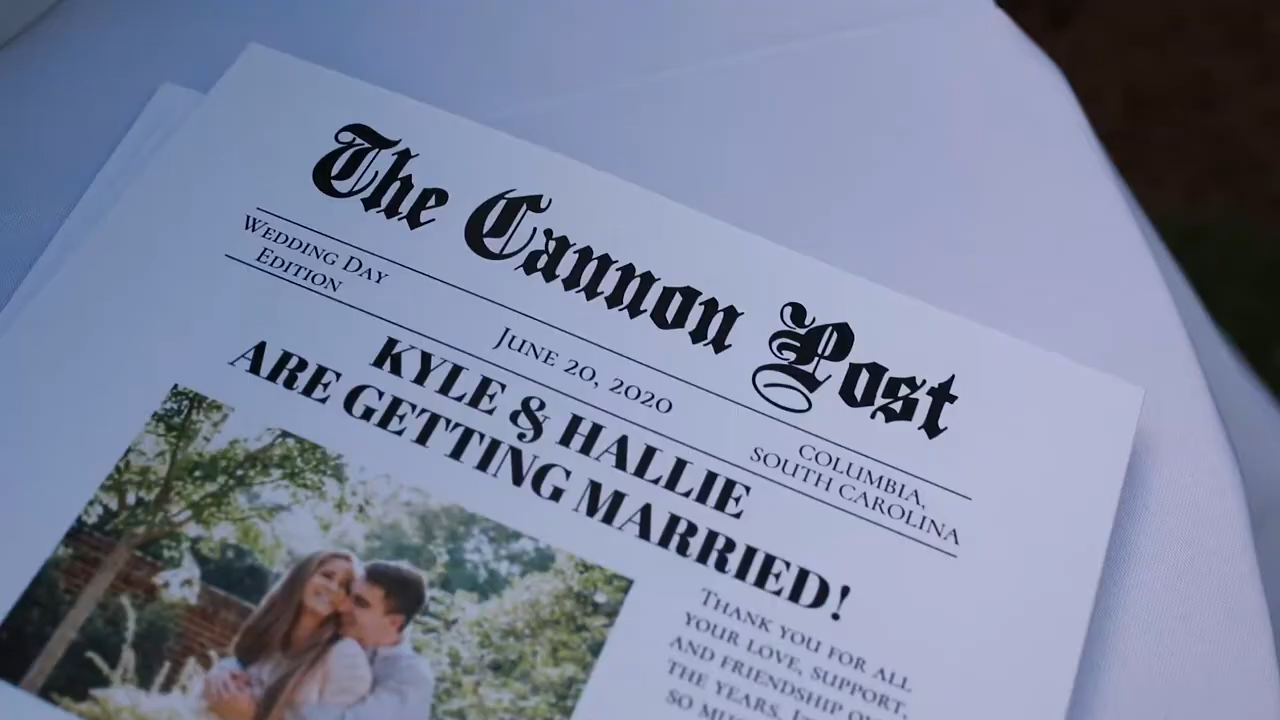 The Cannon Post
Wedding Day
Edition
June 20, 2020
Columbia,
South Carolina
KYLE & HALLIE
ARE GETTING MARRIED!
Thank you for all
your love, support,
and friendship
the years.
so